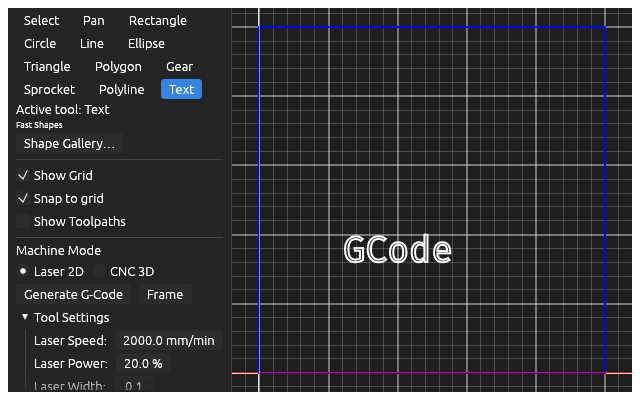 Select Pan Rectangle
Circle Line Ellipse
Triangle Polygon Gear
Sprocket Polyline Text
Active tool: Text
Fast Shapes
Shape Gallery...
Show Grid
Snap to grid
Show Toolpaths
Machine Mode
Laser 2D CNC 3D
Generate G-Code Frame
Tool Settings
Laser Speed: 2000.0 mm/min
Laser Power: 20.0 %
Laser Width: 0.1
GCode